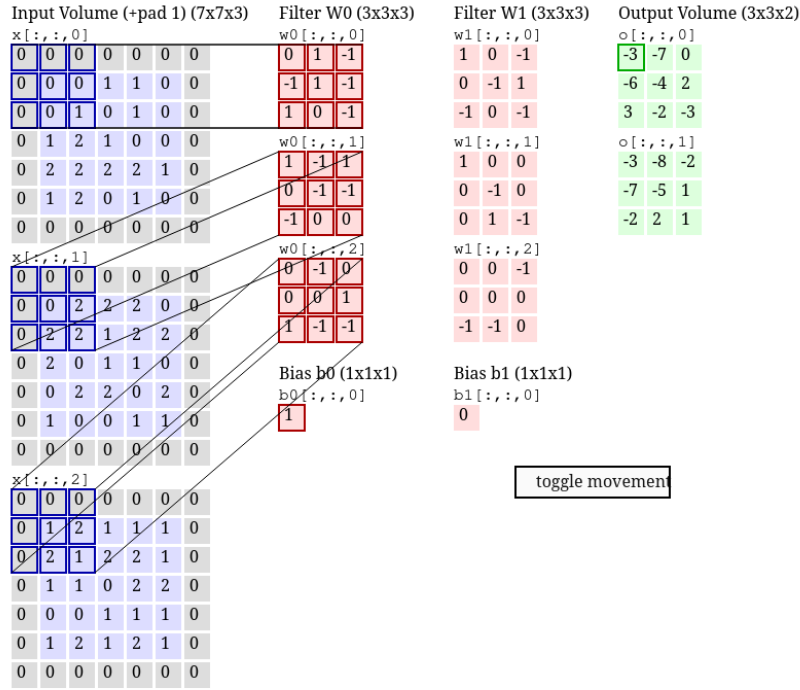 Input Volume (+pad 1) (7x7x3)
x[:,:,0]
0 0 0 0 0 0 0
0 0 0 1 1 0 0
0 0 1 0 1 0 0
0 1 2 1 0 0 0
0 2 2 2 2 1 0
0 1 2 0 1 0 0
0 0 0 0 0 0 0
x[:,:,1]
0 0 0 0 0 0 0
0 0 2 2 2 0 0
0 2 2 1 2 2 0
0 2 0 1 1 0 0
0 0 2 2 0 2 0
0 1 0 0 1 1 0
0 0 0 0 0 0 0
x[:,:,2]
0 0 0 0 0 0 0
0 1 2 1 1 1 0
0 2 1 2 2 1 0
0 1 1 0 2 2 0
0 0 0 1 1 1 0
0 1 2 1 2 1 0
0 0 0 0 0 0 0
Filter W0 (3x3x3)
w0[:,:,0]
0 1 -1
-1 1 -1
1 0 -1
w0[:,:,1]
1 -1 1
0 -1 -1
-1 0 0
w0[:,:,2]
0 -1 0
0 0 1
1 -1 -1
Bias b0 (1x1x1)
b0[:,:,0]
1
Filter W1 (3x3x3)
w1[:,:,0]
1 0 -1
0 -1 1
-1 0 -1
w1[:,:,1]
1 0 0
0 -1 0
0 1 -1
w1[:,:,2]
0 0 -1
0 0 0
-1 -1 0
Bias b1 (1x1x1)
b1[:,:,0]
0
Output Volume (3x3x2)
o[:,:,0]
-3 -7 0
-6 -4 2
3 -2 -3
o[:,:,1]
-3 -8 -2
-7 -5 1
-2 2 1
toggle movement